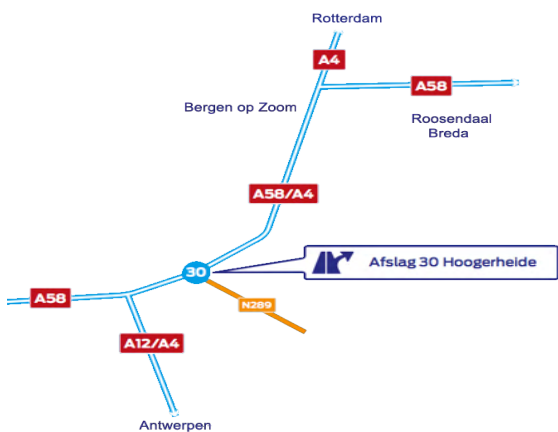 Rotterdam
A4
A58
Bergen op Zoom
Roosendaal
Breda
A58/A4
30
Afslag 30 Hoogerheide
A58
N289
A12/A4
Antwerpen